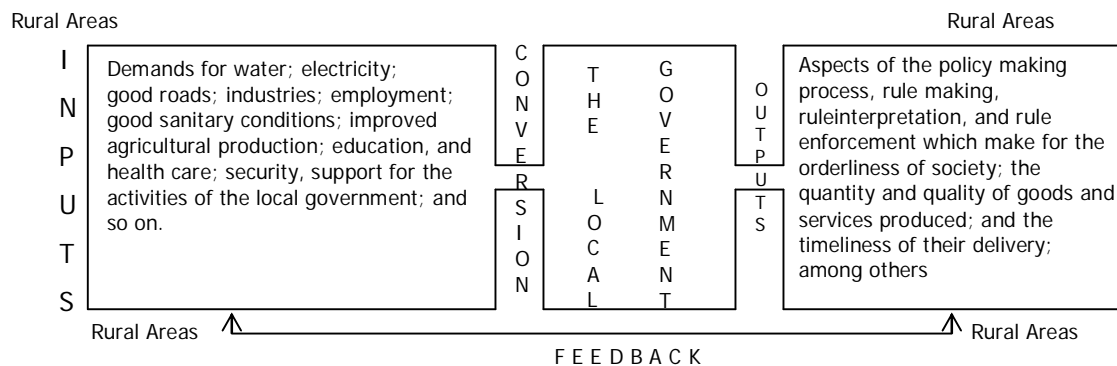 Rural Areas
Rural Areas
INPUTS
Demands for water; electricity;
good roads; industries; employment;
good sanitary conditions; improved
agricultural production; education, and
health care; security, support for the
activities of the local government; and
so on.
CONVERSION
THE LOCAL
GOVERNMENT
OUTPUTS
Aspects of the policy making
process, rule making,
ruleinterpretation, and rule
enforcement which make for the
orderliness of society; the
quantity and quality of goods and
services produced; and the
timeliness of their delivery;
among others
Rural Areas
Rural Areas
FEEDBACK